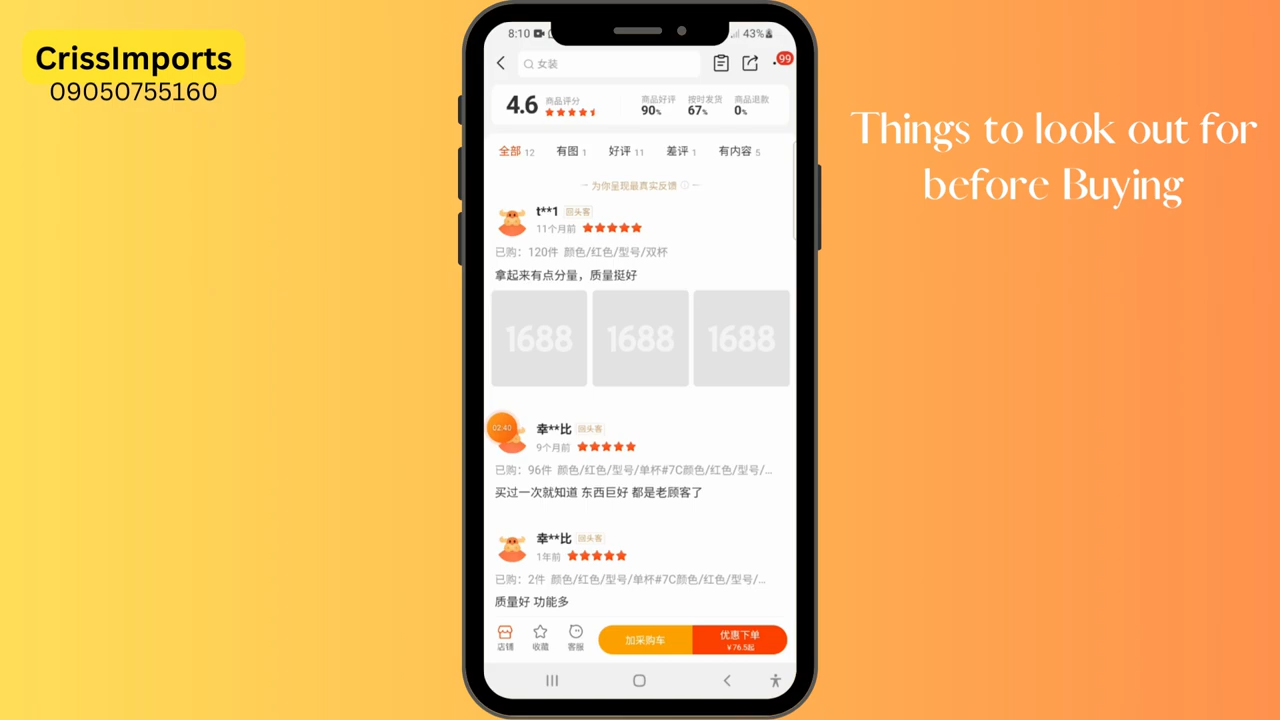 CrissImports
09050755160
Things to look out for
before Buying
8:10
43%
女装
99
4.6 商品评分 商品好评 按时发货 商品退款
90% 67% 0%
全部 12 有图 1 好评 11 差评 1 有内容 5
为你呈现最真实反馈
t**1 回头客
11个月前
已购：120件 颜色/红色/型号/双杯
拿起来有点分量，质量挺好
1688 1688 1688
02:40
幸**比 回头客
9个月前
已购：96件 颜色/红色/型号/单杯#7C颜色/红色/型号/...
买过一次就知道 东西巨好 都是老顾客了
幸**比 回头客
1年前
已购：2件 颜色/红色/型号/单杯#7C颜色/红色/型号/...
质量好 功能多
店铺 收藏 客服 加采购车 优惠下单
¥76.5起